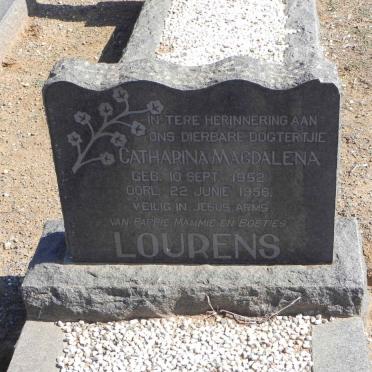 IN TERE HERINNERING AAN
ONS DIERBARE DOGTERTJIE
CATHARINA MAGDALENA
GEB. 10 SEPT. 1952
OORL. 22 JUNIE 1956.
VEILIG IN JESUS ARMS
VAN PAPPIE, MAMMIE EN BOETIES
LOURENS